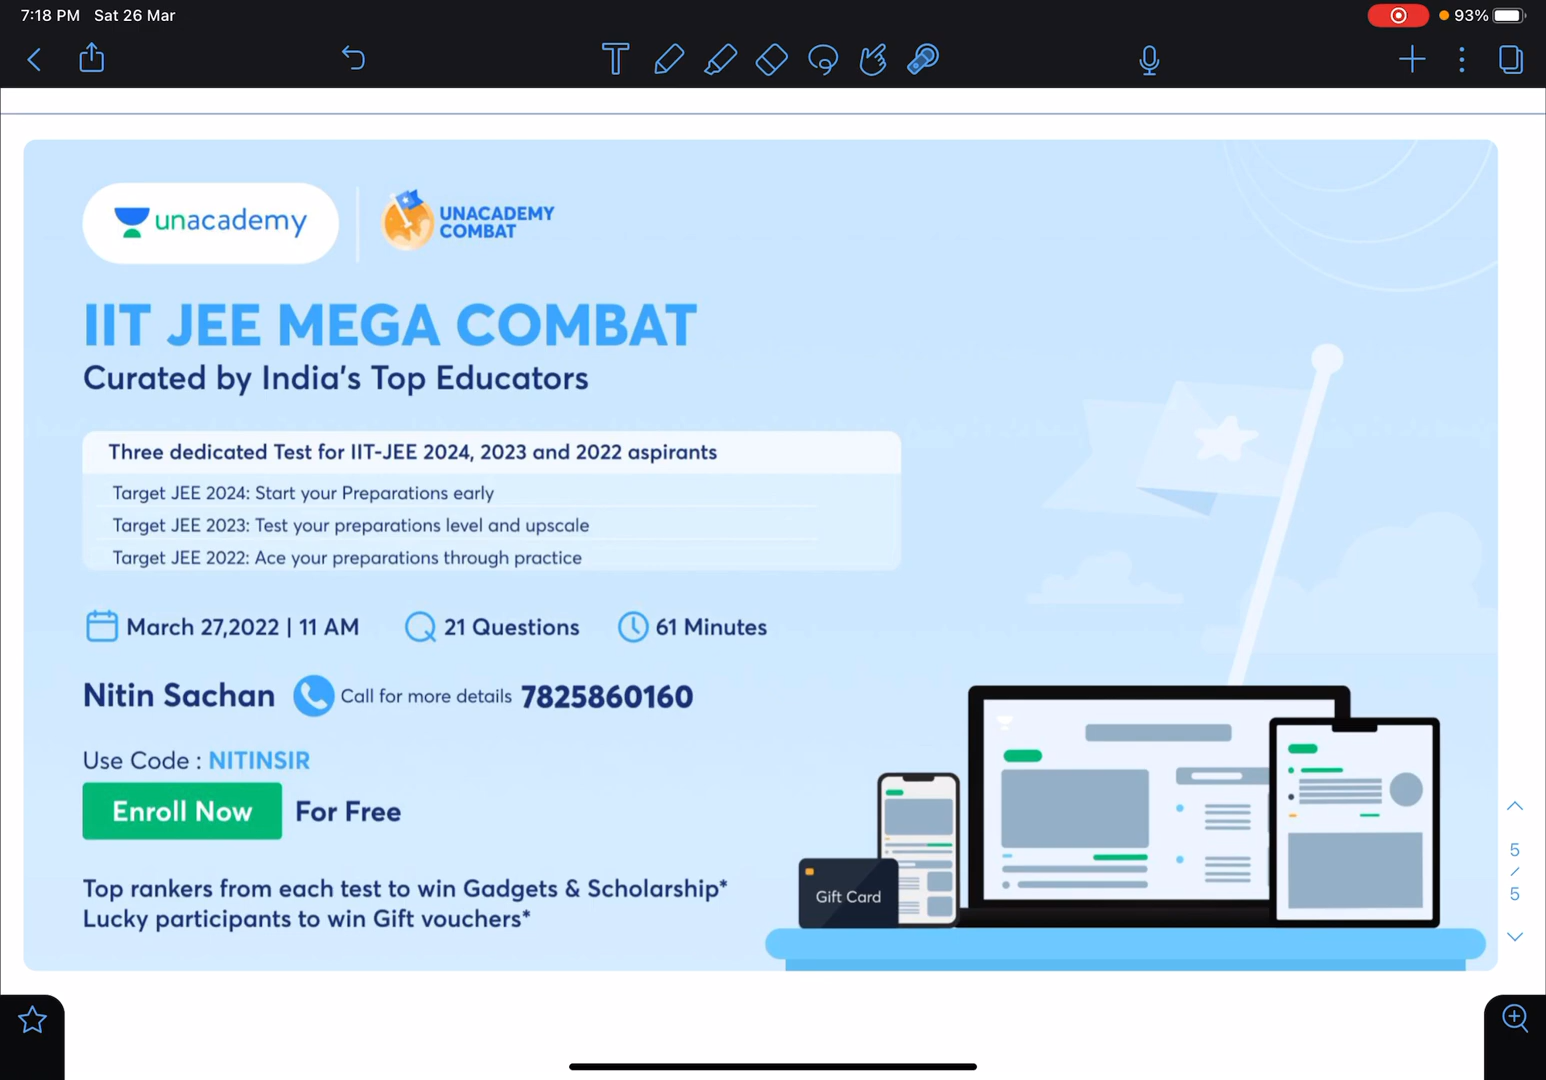 7:18 PM Sat 26 Mar
93%
unacademy
UNACADEMY
COMBAT
IIT JEE MEGA COMBAT
Curated by India's Top Educators
Three dedicated Test for IIT-JEE 2024, 2023 and 2022 aspirants
Target JEE 2024: Start your Preparations early
Target JEE 2023: Test your preparations level and upscale
Target JEE 2022: Ace your preparations through practice
March 27,2022 | 11 AM
21 Questions
61 Minutes
Nitin Sachan
Call for more details 7825860160
Use Code : NITINSIR
Enroll Now For Free
Top rankers from each test to win Gadgets & Scholarship*
Lucky participants to win Gift vouchers*
Gift Card
5
/
5